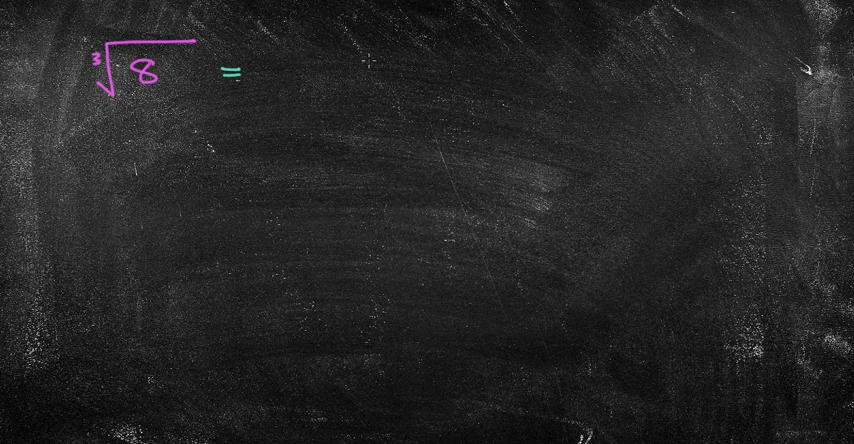 ∛8 =